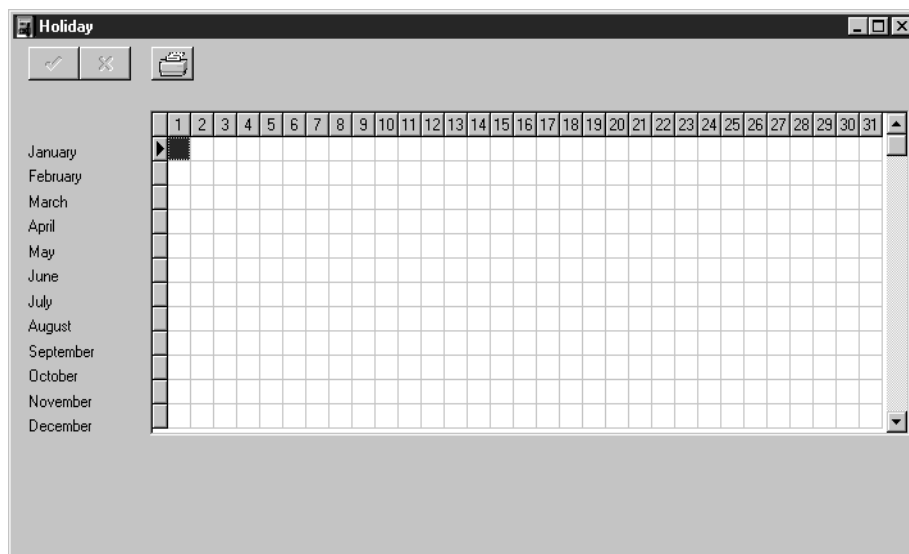 Holiday
1 2 3 4 5 6 7 8 9 10 11 12 13 14 15 16 17 18 19 20 21 22 23 24 25 26 27 28 29 30 31
January
February
March
April
May
June
July
August
September
October
November
December